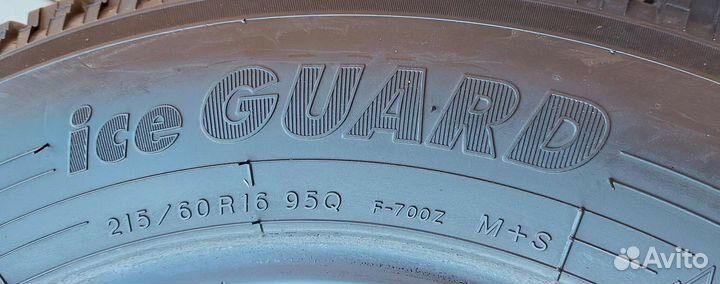 ice GUARD
215/60R16 95Q F-700Z M+S
Avito